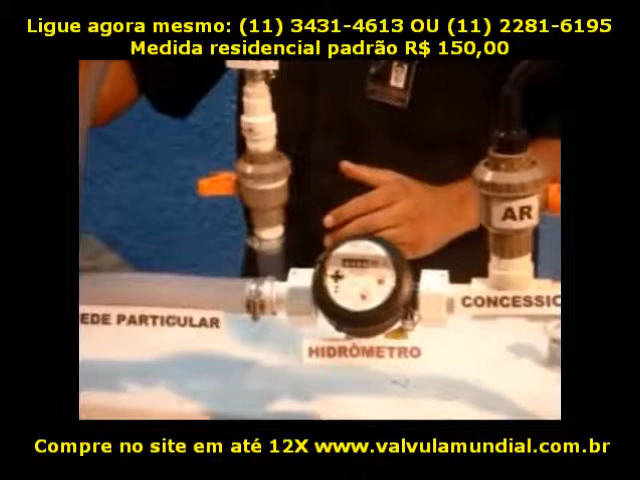 Ligue agora mesmo: (11) 3431-4613 OU (11) 2281-6195
Medida residencial padrão R$ 150,00
AR
CONCESSIO
EDE PARTICULAR
HIDRÔMETRO
Compre no site em até 12X www.valvulamundial.com.br